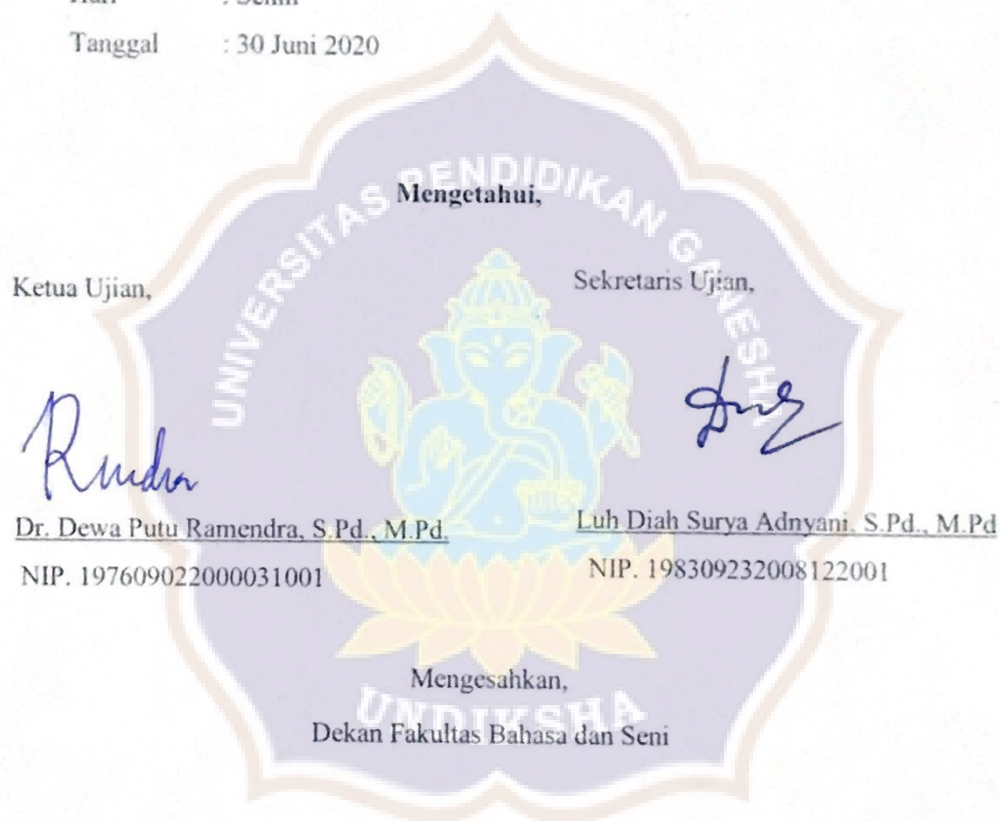 Tanggal : 30 Juni 2020
UNIVERSITAS PENDIDIKAN GANESHA
Mengetahui,
Ketua Ujian,
Sekretaris Ujian,
Dr. Dewa Putu Ramendra, S.Pd., M.Pd.
Luh Diah Surya Adnyani, S.Pd., M.Pd
NIP. 197609022000031001
NIP. 198309232008122001
Mengesahkan,
UNDIKSHA
Dekan Fakultas Bahasa dan Seni